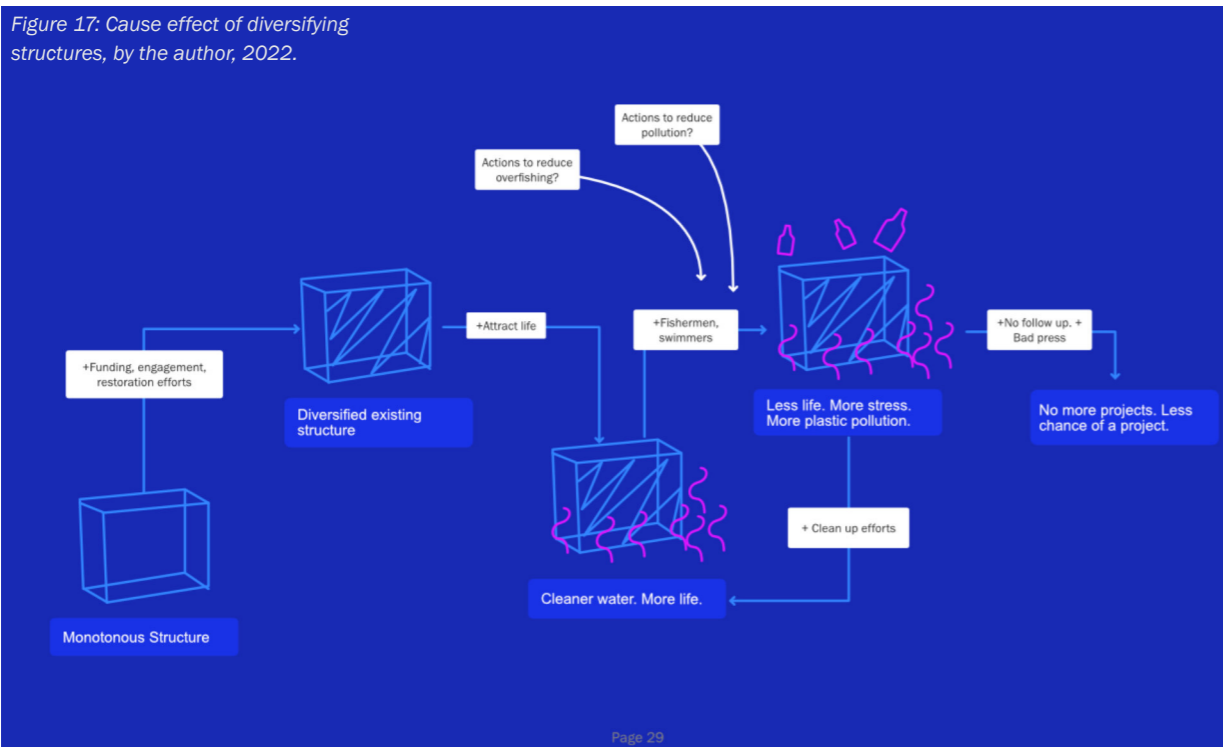 Figure 17: Cause effect of diversifying
structures, by the author, 2022.
Actions to reduce
pollution?
Actions to reduce
overfishing?
+Attract life
+Fishermen,
swimmers
+No follow up. +
Bad press
+Funding, engagement,
restoration efforts
Diversified existing
structure
Less life. More stress.
More plastic pollution.
No more projects. Less
chance of a project.
+ Clean up efforts
Cleaner water. More life.
Monotonous Structure
Page 29